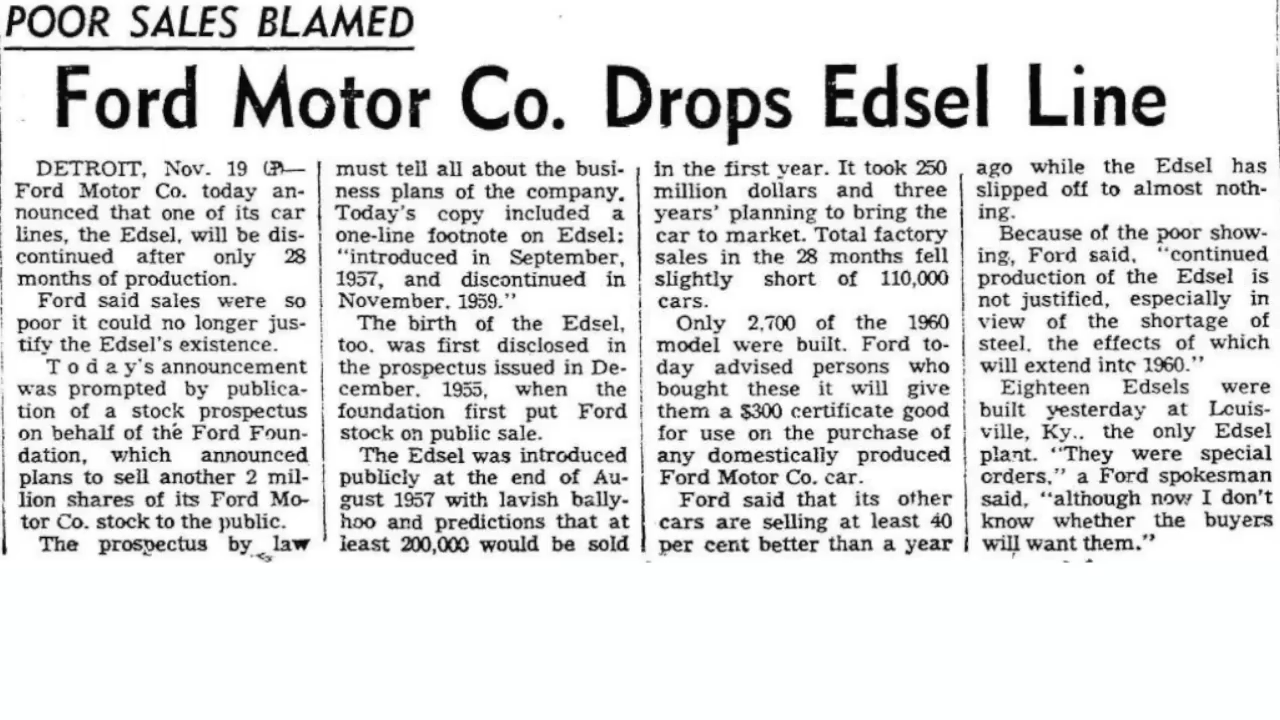 POOR SALES BLAMED
Ford Motor Co. Drops Edsel Line
DETROIT, Nov. 19 (AP)—
Ford Motor Co. today an-
nounced that one of its car
lines, the Edsel, will be dis-
continued after only 28
months of production.
Ford said sales were so
poor it could no longer jus-
tify the Edsel's existence.
Today's announcement
was prompted by publica-
tion of a stock prospectus
on behalf of the Ford Foun-
dation, which announced
plans to sell another 2 mil-
lion shares of its Ford Mo-
tor Co. stock to the public.
The prospectus by law
must tell all about the busi-
ness plans of the company.
Today's copy included a
one-line footnote on Edsel:
"introduced in September,
1957, and discontinued in
November, 1959."
The birth of the Edsel,
too, was first disclosed in
the prospectus issued in De-
cember, 1955, when the
foundation first put Ford
stock on public sale.
The Edsel was introduced
publicly at the end of Au-
gust 1957 with lavish bally-
hoo and predictions that at
least 200,000 would be sold
in the first year. It took 250
million dollars and three
years' planning to bring the
car to market. Total factory
sales in the 28 months fell
slightly short of 110,000
cars.
Only 2,700 of the 1960
model were built. Ford to-
day advised persons who
bought these it will give
them a $300 certificate good
for use on the purchase of
any domestically produced
Ford Motor Co. car.
Ford said that its other
cars are selling at least 40
per cent better than a year
ago while the Edsel has
slipped off to almost noth-
ing.
Because of the poor show-
ing, Ford said, "continued
production of the Edsel is
not justified, especially in
view of the shortage of
steel, the effects of which
will extend into 1960."
Eighteen Edsels were
built yesterday at Louis-
ville, Ky., the only Edsel
plant. "They were special
orders," a Ford spokesman
said, "although now I don't
know whether the buyers
will want them."